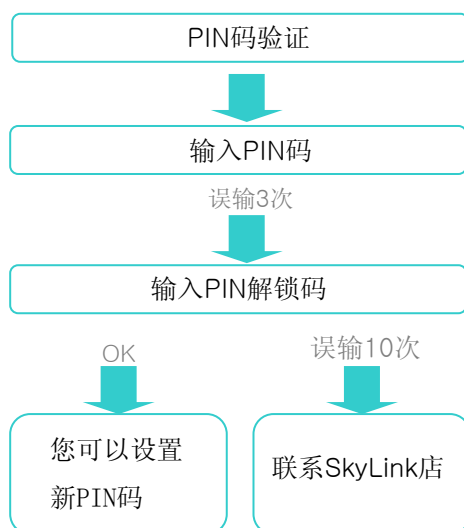 PIN码验证
输入PIN码
误输3次
输入PIN解锁码
OK
误输10次
您可以设置
新PIN码
联系SkyLink店